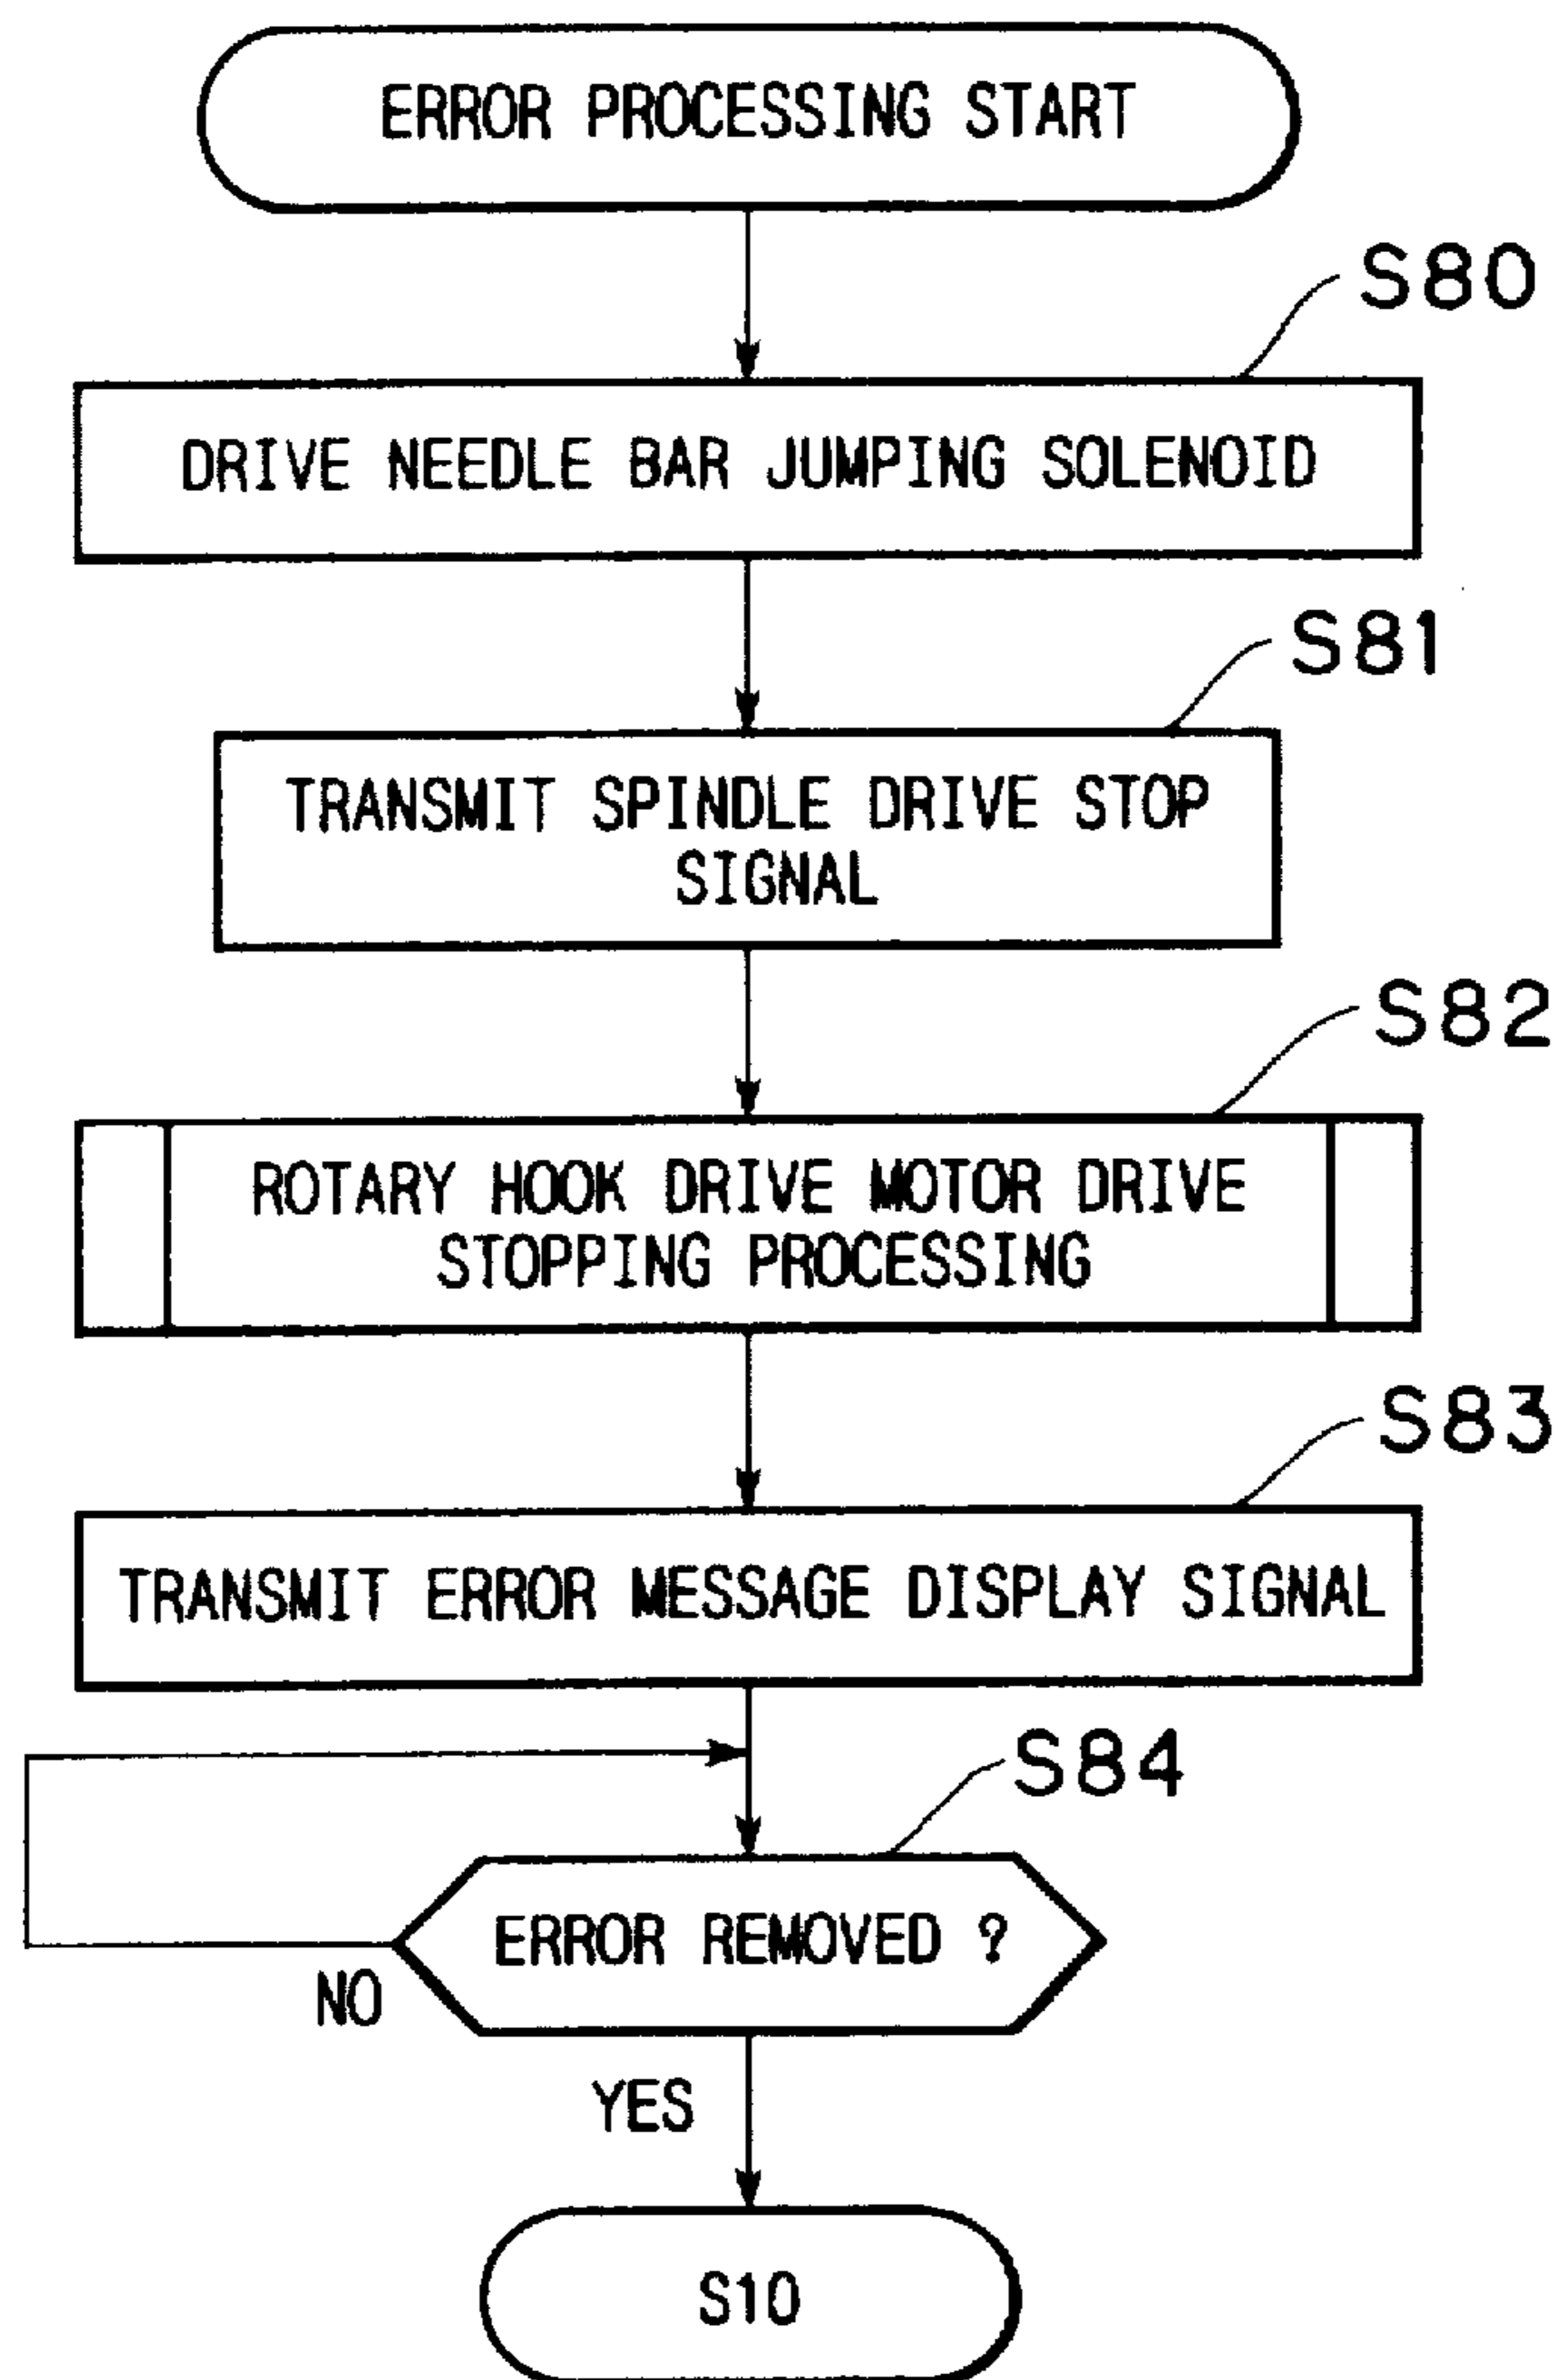 ERROR PROCESSING START
S80
DRIVE NEEDLE BAR JUMPING SOLENOID
S81
TRANSMIT SPINDLE DRIVE STOP
SIGNAL
S82
ROTARY HOOK DRIVE MOTOR DRIVE
STOPPING PROCESSING
S83
TRANSMIT ERROR MESSAGE DISPLAY SIGNAL
S84
ERROR REMOVED ?
NO
YES
S10